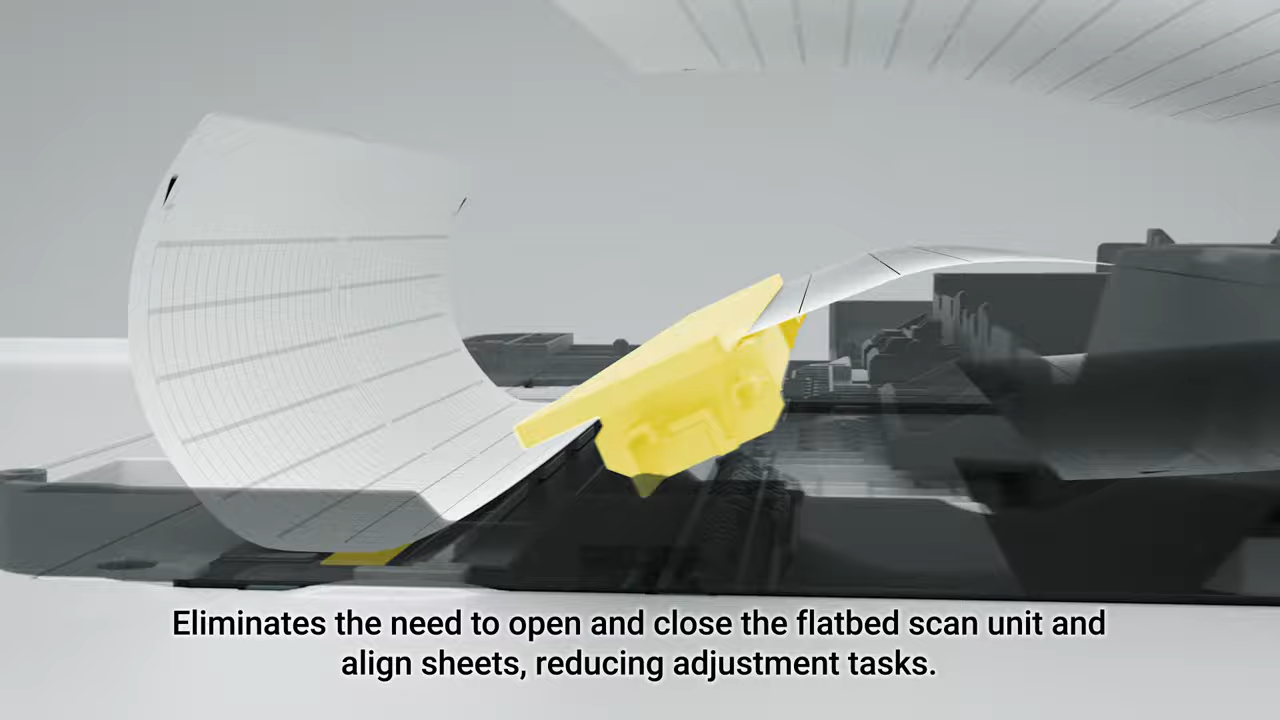 Eliminates the need to open and close the flatbed scan unit and
align sheets, reducing adjustment tasks.